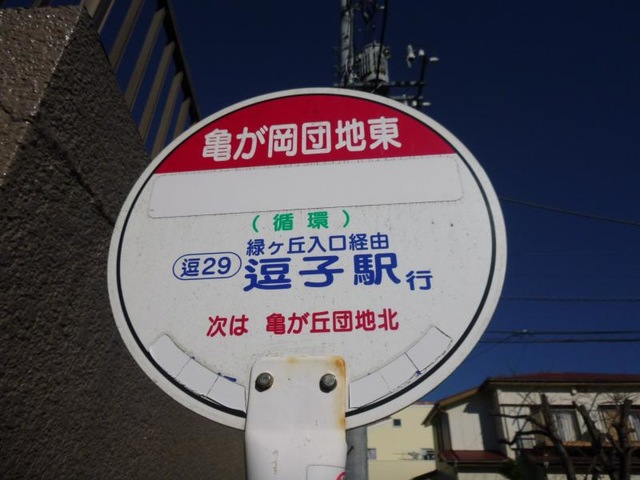 亀が岡団地東
（循環）
緑ヶ丘入口経由
逗29 逗子駅行
次は 亀が丘団地北